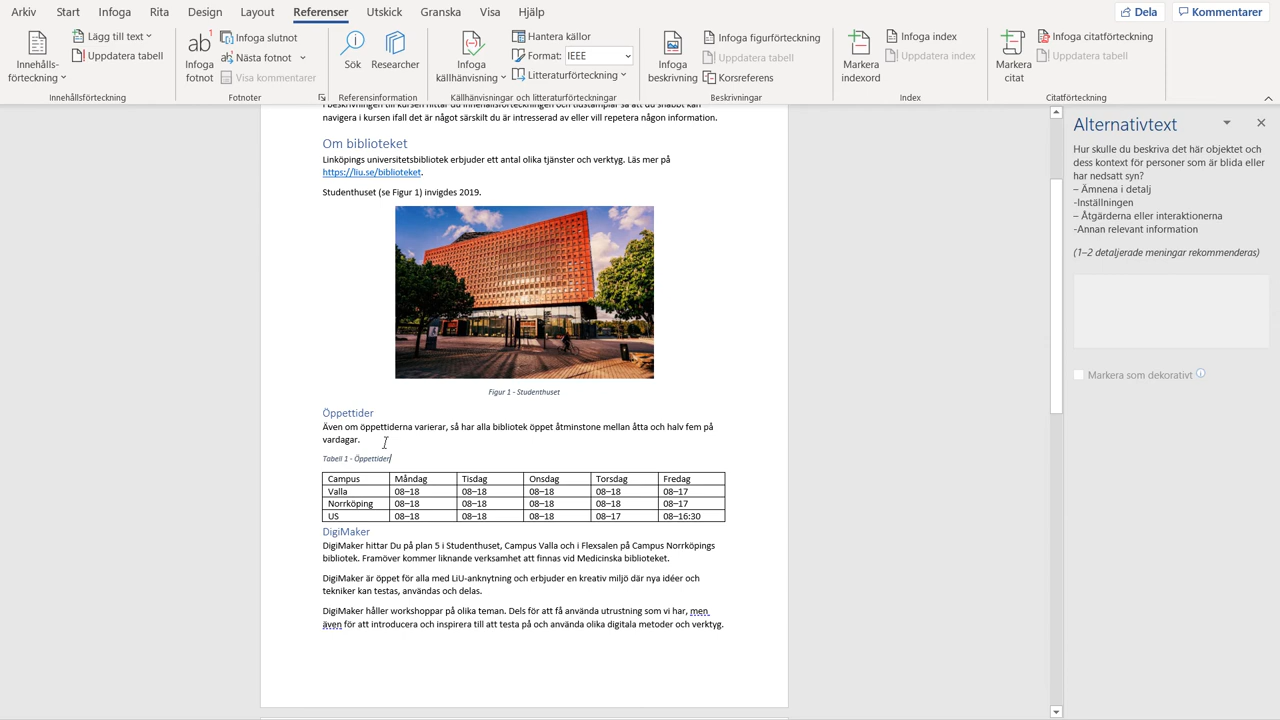 Arkiv Start Infoga Rita Design Layout Referenser Utskick Granska Visa Hjälp Dela Kommentarer
Innehålls-
förteckning
Lägg till text
Uppdatera tabell
Innehållsförteckning
ab1
Infoga
fotnot
Infoga slutnot
Nästa fotnot
Visa kommentarer
Fotnoter
Sök
Researcher
Referensinformation
Infoga
källhänvisning
Hantera källor
Format: IEEE
Litteraturförteckning
Källhänvisningar och litteraturförteckningar
Infoga
beskrivning
Infoga figurförteckning
Uppdatera tabell
Korsreferens
Beskrivningar
Markera
indexord
Infoga index
Uppdatera index
Index
Markera
citat
Infoga citatförteckning
Uppdatera tabell
Citatförteckning
I beskrivningen till kursen hittar du innehållsförteckningen och tidstämplar så att du snabbt kan
navigera i kursen ifall det är något särskilt du är intresserad av eller vill repetera någon information.
Om biblioteket
Linköpings universitetsbibliotek erbjuder ett antal olika tjänster och verktyg. Läs mer på
https://liu.se/biblioteket.
Studenthuset (se Figur 1) invigdes 2019.
Figur 1 - Studenthuset
Öppettider
Även om öppettiderna varierar, så har alla bibliotek öppet åtminstone mellan åtta och halv fem på
vardagar.
Tabell 1 - Öppettider
Campus Måndag Tisdag Onsdag Torsdag Fredag
Valla 08–18 08–18 08–18 08–18 08–17
Norrköping 08–18 08–18 08–18 08–18 08–17
US 08–18 08–18 08–18 08–17 08–16:30
DigiMaker
DigiMaker hittar Du på plan 5 i Studenthuset, Campus Valla och i Flexsalen på Campus Norrköpings
bibliotek. Framöver kommer liknande verksamhet att finnas vid Medicinska biblioteket.
DigiMaker är öppet för alla med LiU-anknytning och erbjuder en kreativ miljö där nya idéer och
tekniker kan testas, användas och delas.
DigiMaker håller workshoppar på olika teman. Dels för att få använda utrustning som vi har, men
även för att introducera och inspirera till att testa på och använda olika digitala metoder och verktyg.
Alternativtext
Hur skulle du beskriva det här objektet och
dess kontext för personer som är blida eller
har nedsatt syn?
– Ämnena i detalj
-Inställningen
– Åtgärderna eller interaktionerna
-Annan relevant information
(1–2 detaljerade meningar rekommenderas)
Markera som dekorativt